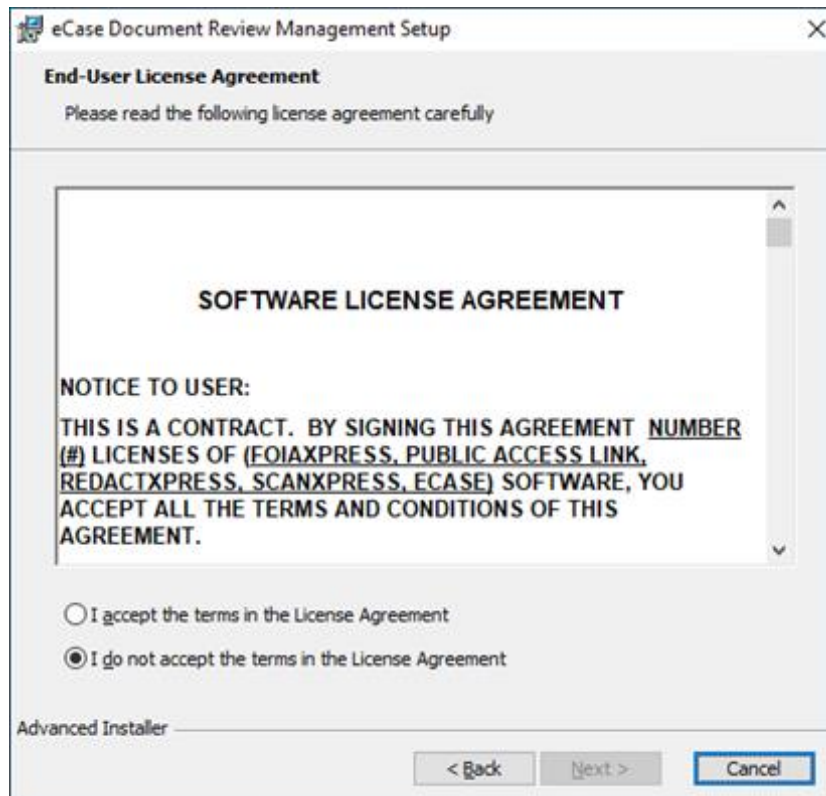 eCase Document Review Management Setup
End-User License Agreement
Please read the following license agreement carefully
SOFTWARE LICENSE AGREEMENT
NOTICE TO USER:
THIS IS A CONTRACT.  BY SIGNING THIS AGREEMENT  NUMBER
(#) LICENSES OF (FOIAXPRESS, PUBLIC ACCESS LINK,
REDACTXPRESS, SCANXPRESS, ECASE) SOFTWARE, YOU
ACCEPT ALL THE TERMS AND CONDITIONS OF THIS
AGREEMENT.
I accept the terms in the License Agreement
I do not accept the terms in the License Agreement
Advanced Installer
< Back Next > Cancel